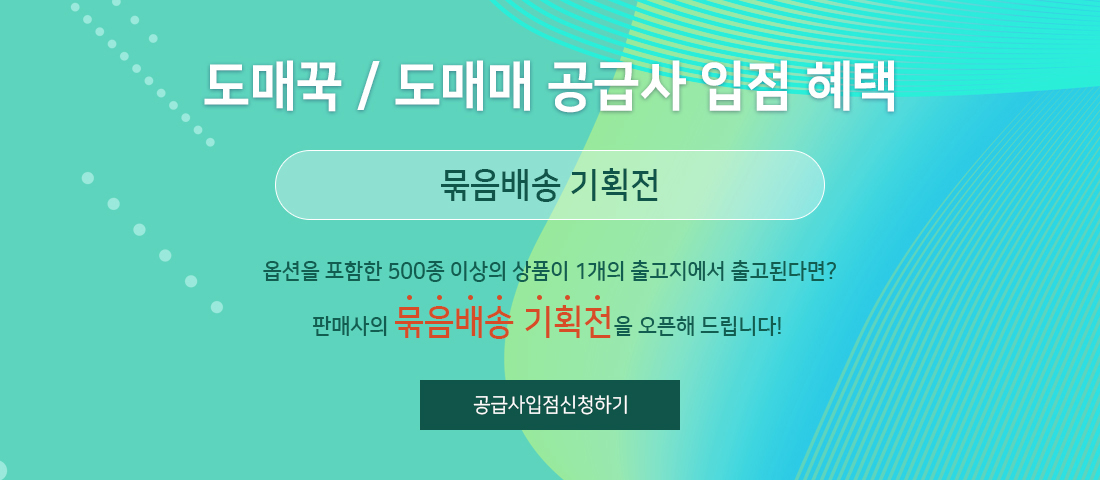 도매꾹 / 도매매 공급사 입점 혜택
묶음배송 기획전
옵션을 포함한 500종 이상의 상품이 1개의 출고지에서 출고된다면?
판매사의 묶음배송 기획전을 오픈해 드립니다!
공급사입점신청하기